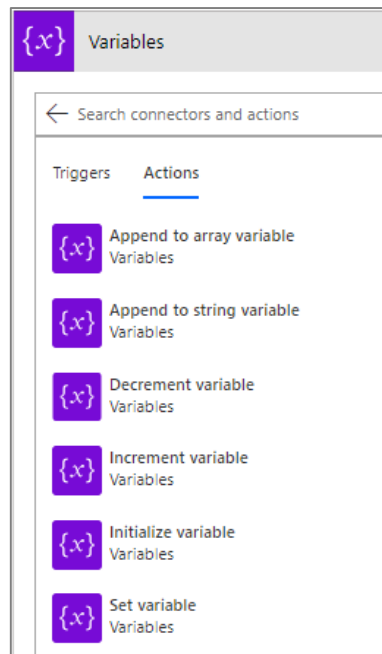 {x} Variables
Search connectors and actions
Triggers Actions
{x} Append to array variable
Variables
{x} Append to string variable
Variables
{x} Decrement variable
Variables
{x} Increment variable
Variables
{x} Initialize variable
Variables
{x} Set variable
Variables